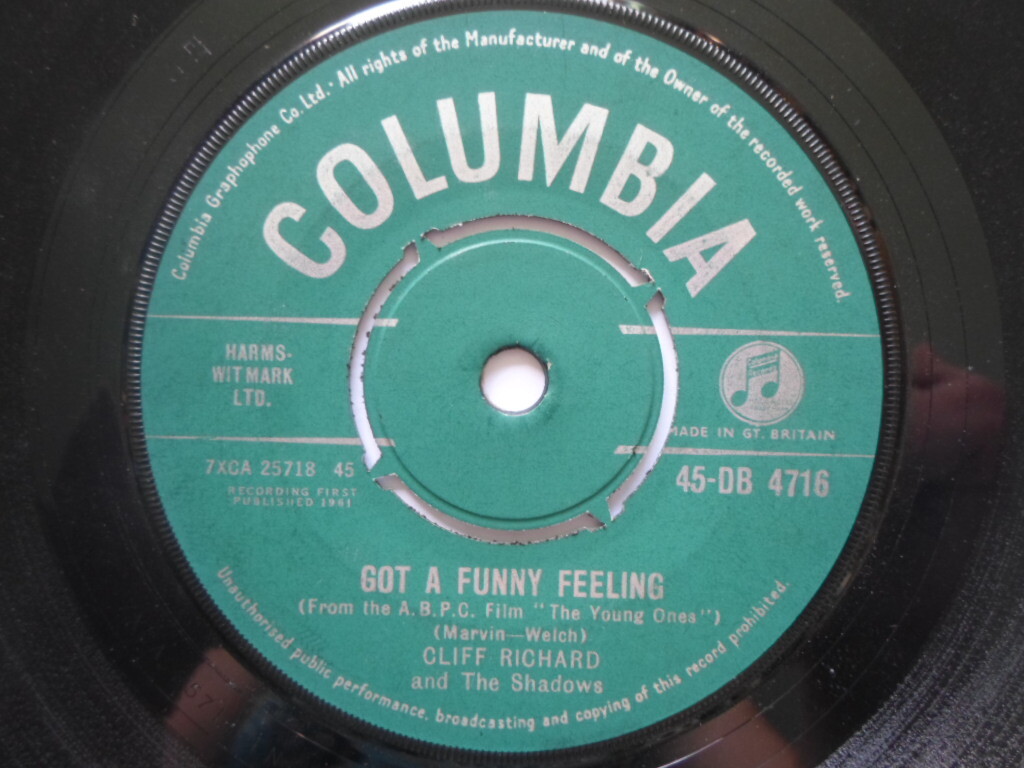 Columbia Graphophone Co. Ltd. · All rights of the Manufacturer and of the Owner of the recorded work reserved.
COLUMBIA
HARMS-
WITMARK
LTD.
MADE IN GT. BRITAIN
7XCA 25718 45
45-DB 4716
RECORDING FIRST
PUBLISHED 1961
GOT A FUNNY FEELING
(From the A.B.P.C. Film "The Young Ones")
(Marvin—Welch)
CLIFF RICHARD
and The Shadows
Unauthorised public performance, broadcasting and copying of this record prohibited.